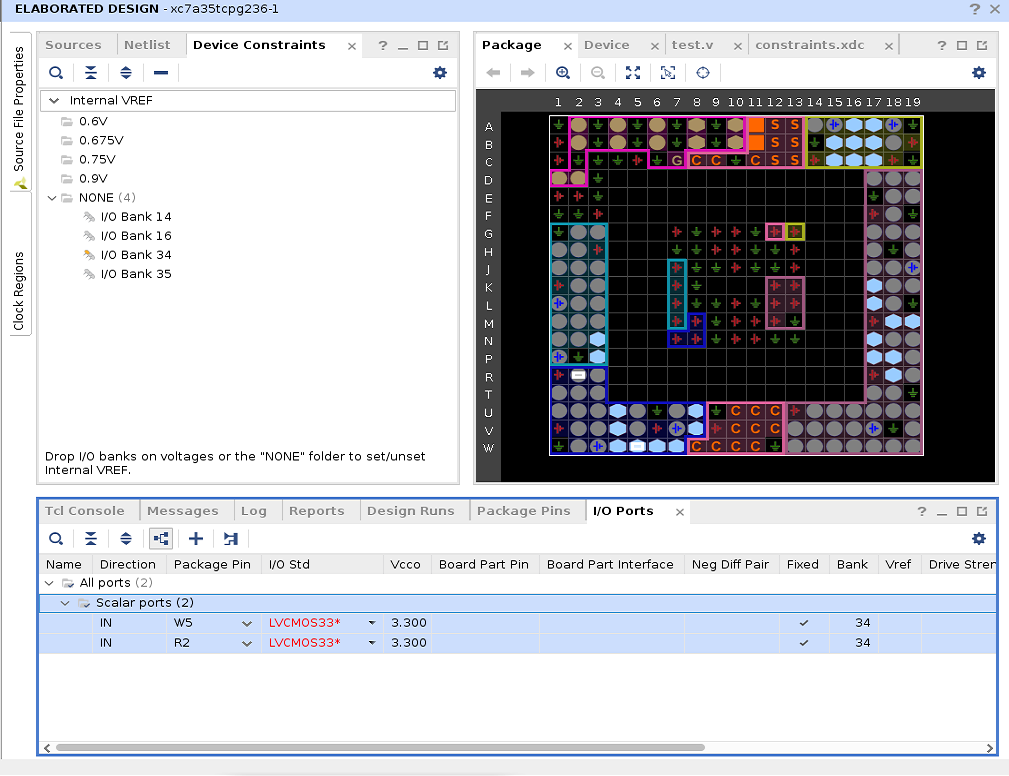 ELABORATED DESIGN - xc7a35tcpg236-1
Source File Properties
Clock Regions
Sources Netlist Device Constraints
Internal VREF
0.6V
0.675V
0.75V
0.9V
NONE (4)
I/O Bank 14
I/O Bank 16
I/O Bank 34
I/O Bank 35
Drop I/O banks on voltages or the "NONE" folder to set/unset
Internal VREF.
Package Device test.v constraints.xdc
1 2 3 4 5 6 7 8 9 10 11 12 13 14 15 16 17 18 19
A S S
B S S
C G C C C S S
D
E
F
G
H
J
K
L
M
N
P
R
T
U C C C
V C C C
W C C C C
Tcl Console Messages Log Reports Design Runs Package Pins I/O Ports
Name Direction Package Pin I/O Std Vcco Board Part Pin Board Part Interface Neg Diff Pair Fixed Bank Vref Drive Stren
All ports (2)
Scalar ports (2)
IN W5 LVCMOS33* 3.300 34
IN R2 LVCMOS33* 3.300 34